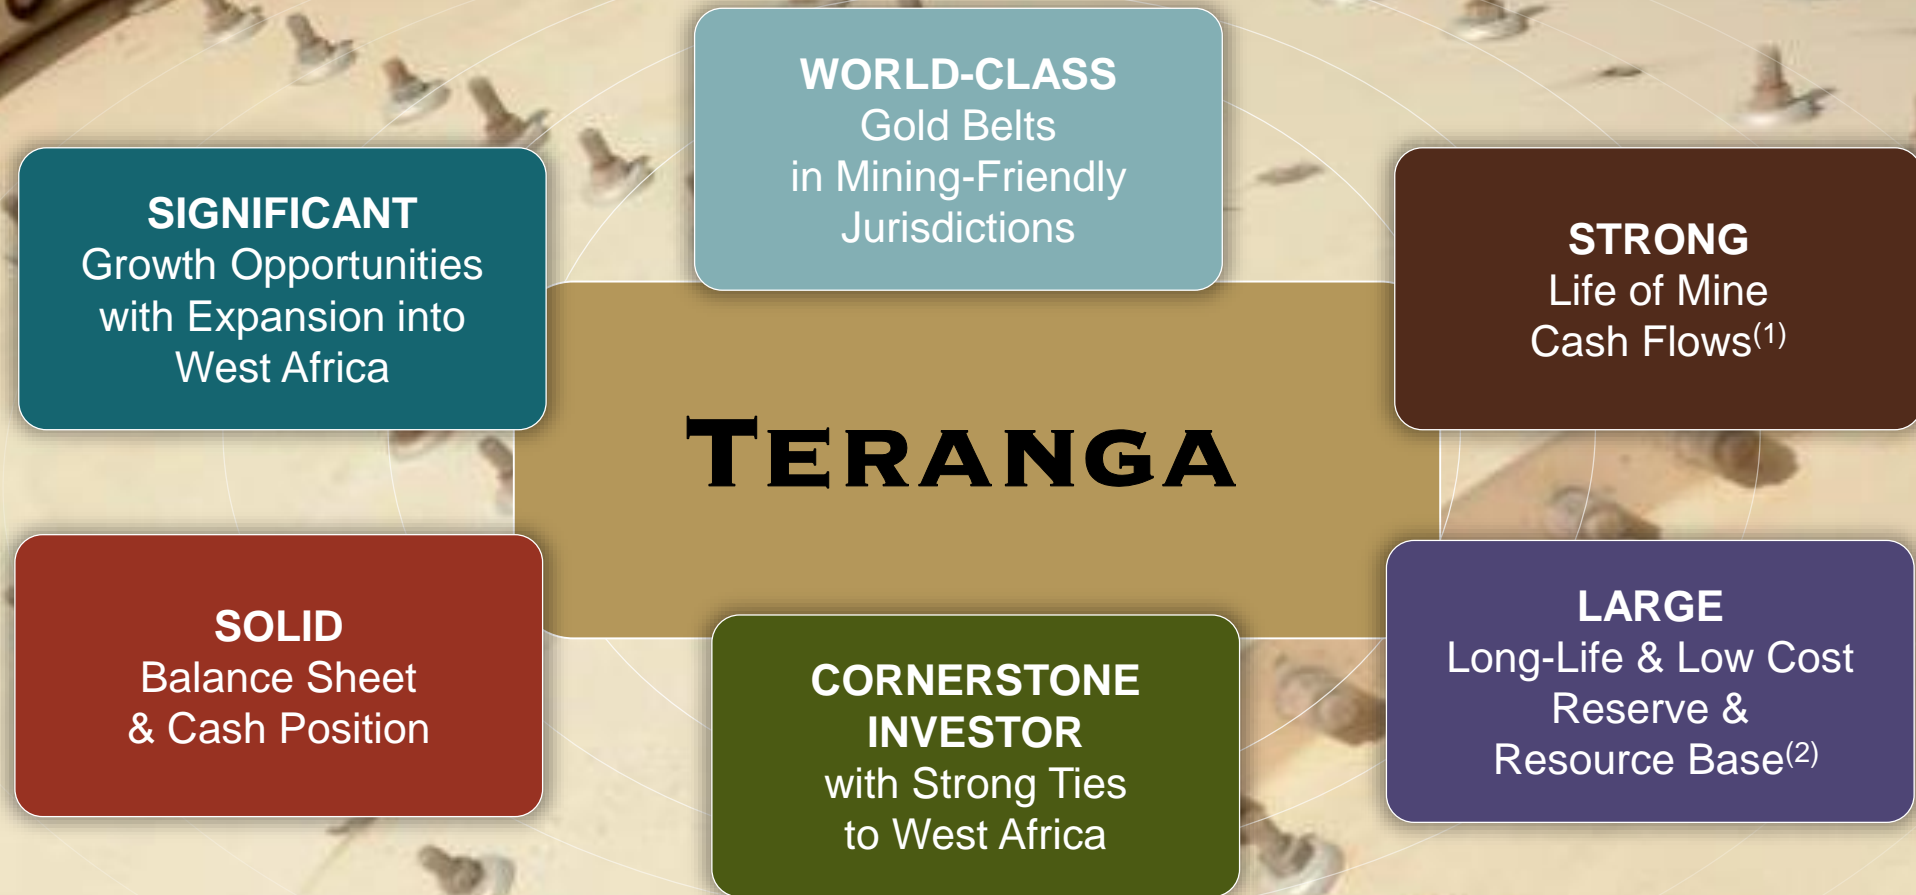 WORLD-CLASS
Gold Belts
in Mining-Friendly
Jurisdictions
SIGNIFICANT
Growth Opportunities
with Expansion into
West Africa
STRONG
Life of Mine
Cash Flows(1)
TERANGA
SOLID
Balance Sheet
& Cash Position
CORNERSTONE
INVESTOR
with Strong Ties
to West Africa
LARGE
Long-Life & Low Cost
Reserve &
Resource Base(2)